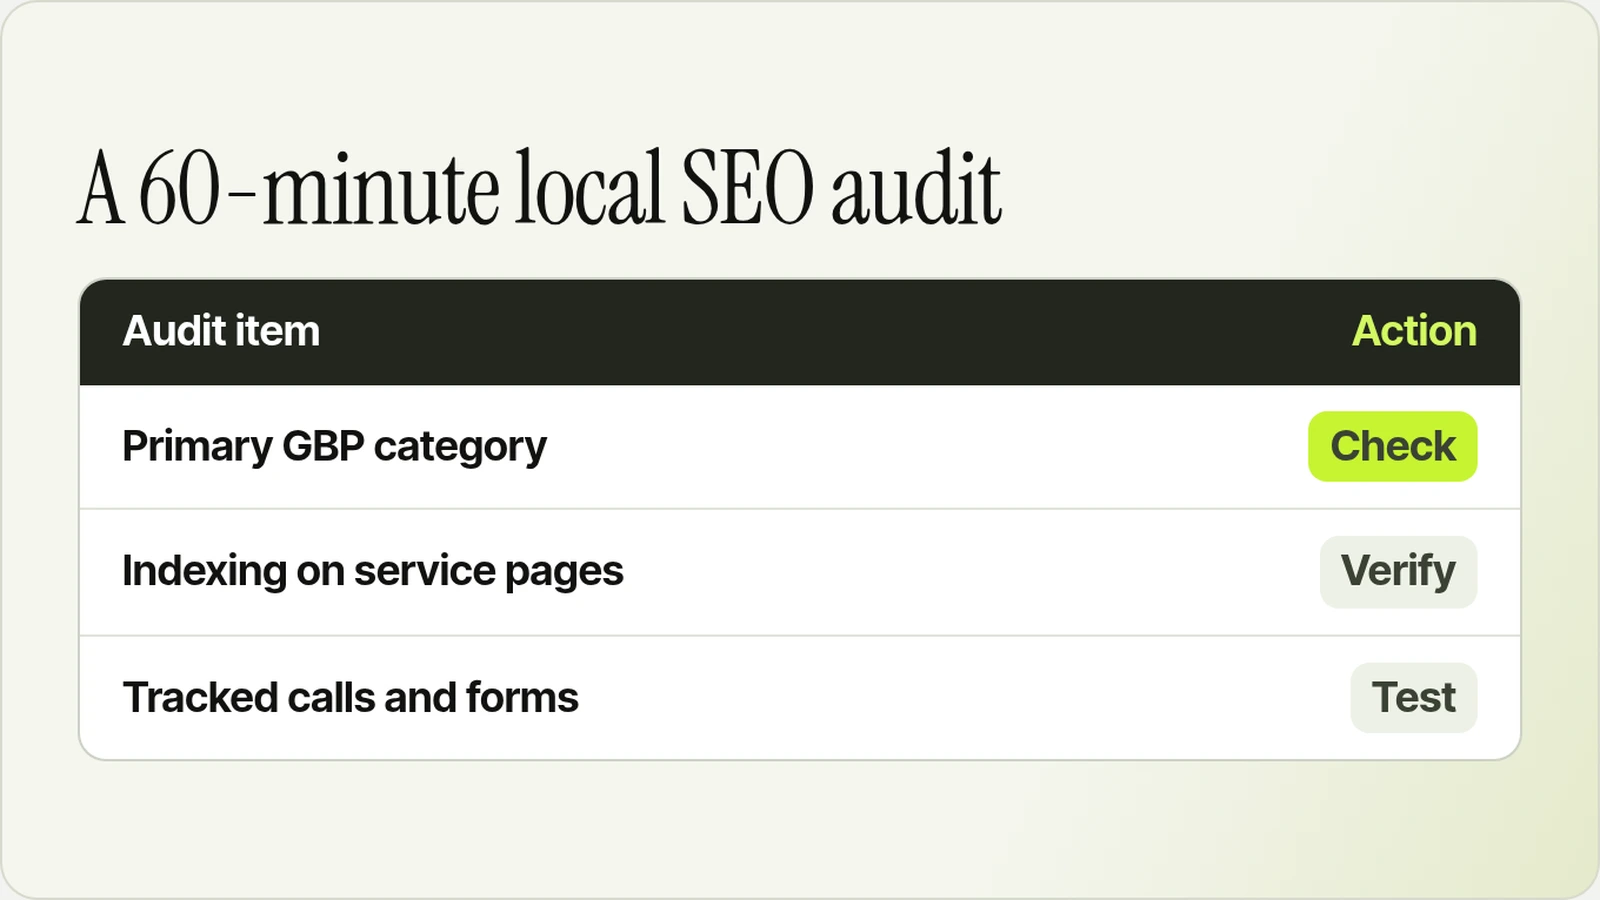 A 60-minute local SEO audit
Audit item Action
Primary GBP category Check
Indexing on service pages Verify
Tracked calls and forms Test